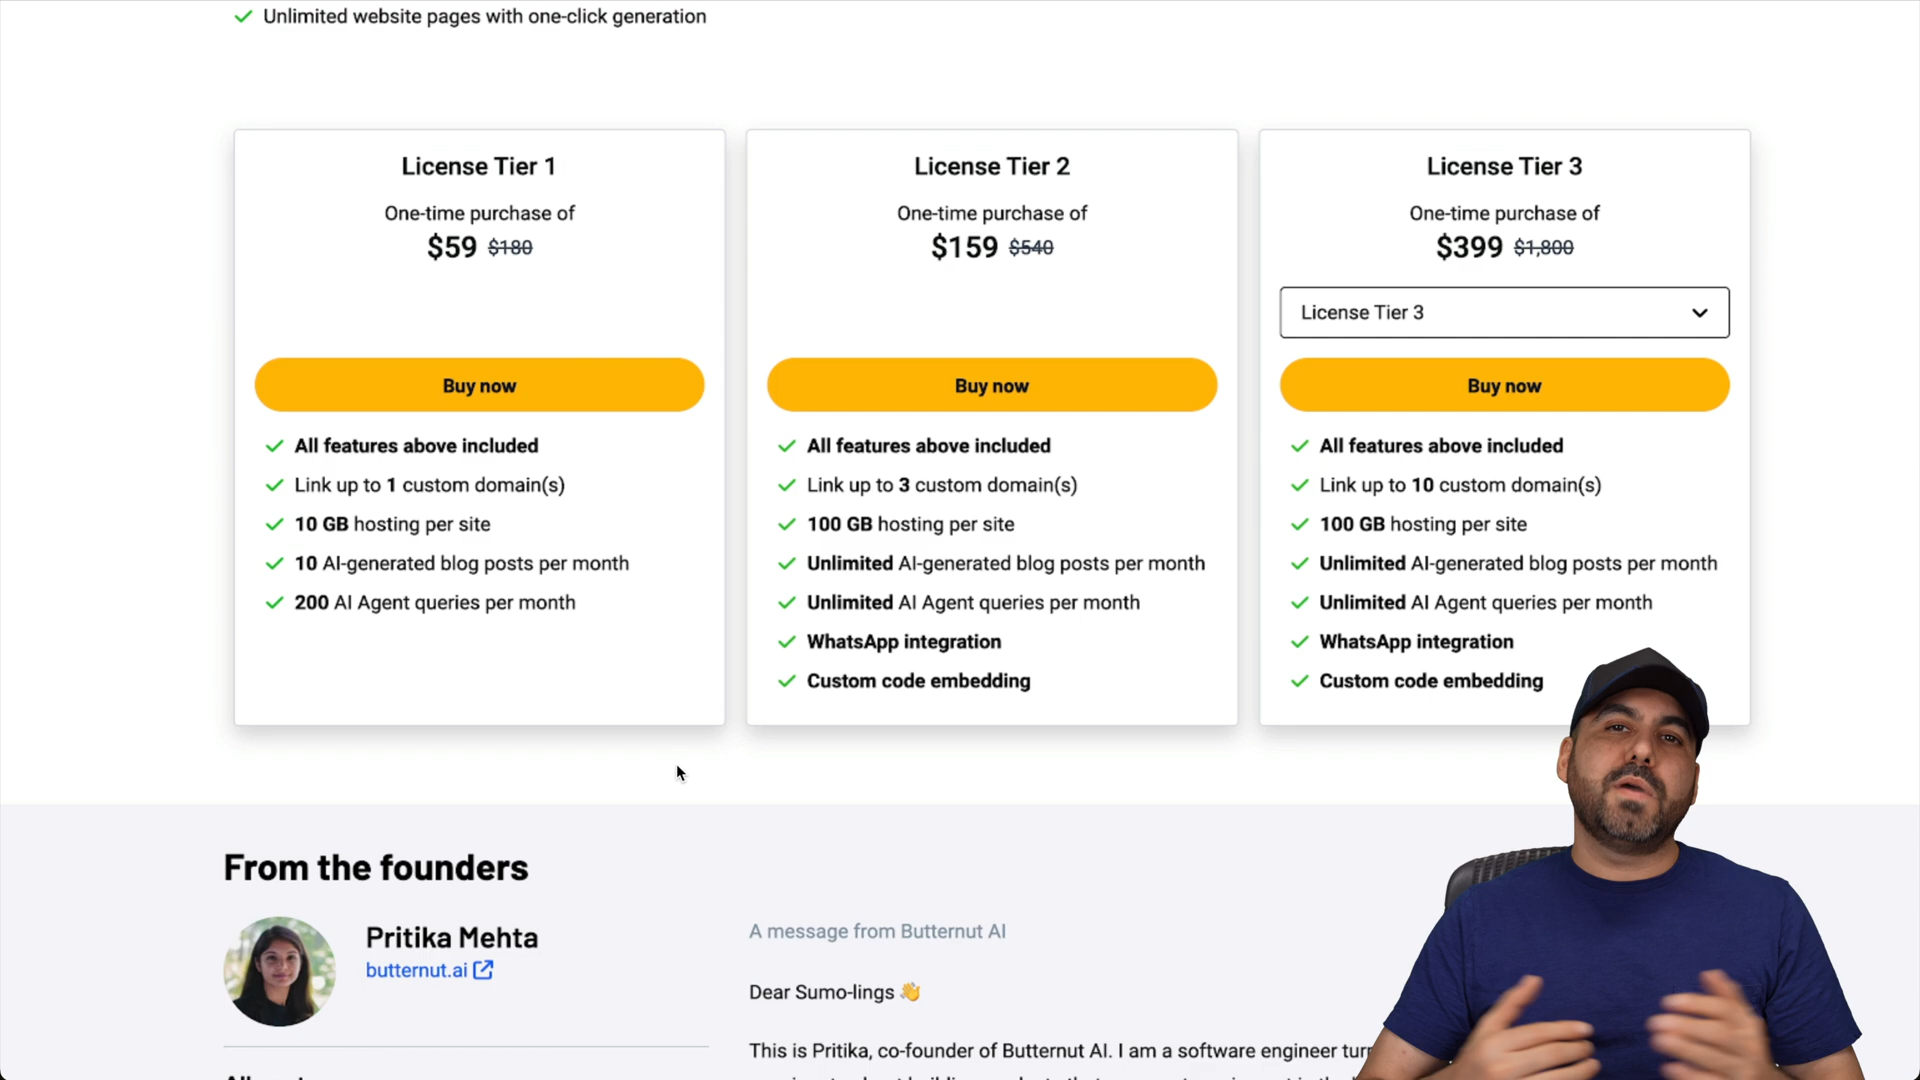 Unlimited website pages with one-click generation
License Tier 1
One-time purchase of
$59 $180
Buy now
All features above included
Link up to 1 custom domain(s)
10 GB hosting per site
10 AI-generated blog posts per month
200 AI Agent queries per month
License Tier 2
One-time purchase of
$159 $540
Buy now
All features above included
Link up to 3 custom domain(s)
100 GB hosting per site
Unlimited AI-generated blog posts per month
Unlimited AI Agent queries per month
WhatsApp integration
Custom code embedding
License Tier 3
One-time purchase of
$399 $1,800
License Tier 3
Buy now
All features above included
Link up to 10 custom domain(s)
100 GB hosting per site
Unlimited AI-generated blog posts per month
Unlimited AI Agent queries per month
WhatsApp integration
Custom code embedding
From the founders
Pritika Mehta
butternut.ai
A message from Butternut AI
Dear Sumo-lings 👋
This is Pritika, co-founder of Butternut AI. I am a software engineer